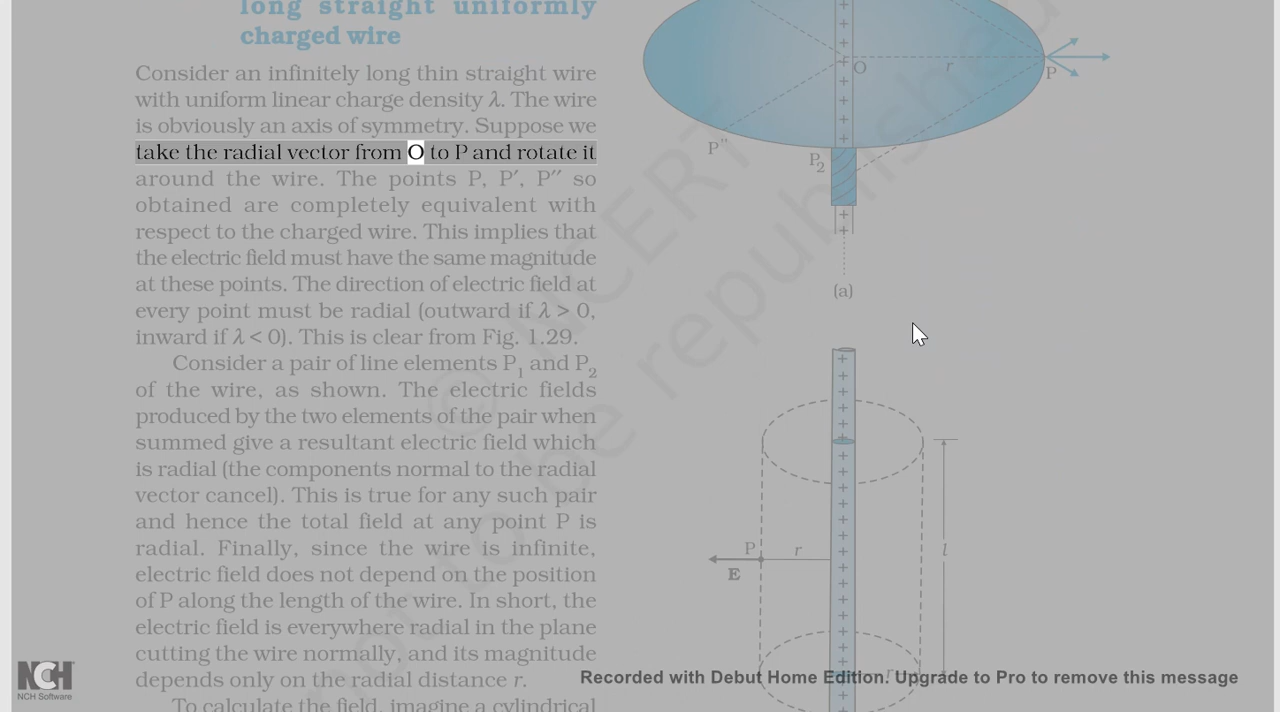 long straight uniformly
charged wire
Consider an infinitely long thin straight wire
with uniform linear charge density λ. The wire
is obviously an axis of symmetry. Suppose we
take the radial vector from O to P and rotate it
around the wire. The points P, P′, P′′ so
obtained are completely equivalent with
respect to the charged wire. This implies that
the electric field must have the same magnitude
at these points. The direction of electric field at
every point must be radial (outward if λ > 0,
inward if λ < 0). This is clear from Fig. 1.29.
Consider a pair of line elements P₁ and P₂
of the wire, as shown. The electric fields
produced by the two elements of the pair when
summed give a resultant electric field which
is radial (the components normal to the radial
vector cancel). This is true for any such pair
and hence the total field at any point P is
radial. Finally, since the wire is infinite,
electric field does not depend on the position
of P along the length of the wire. In short, the
electric field is everywhere radial in the plane
cutting the wire normally, and its magnitude
depends only on the radial distance r.
To calculate the field, imagine a cylindrical
O
r
P
P"
P₂
(a)
P
r
E
l
r
© NCERT
not to be republished
NCH
NCH Software
Recorded with Debut Home Edition. Upgrade to Pro to remove this message